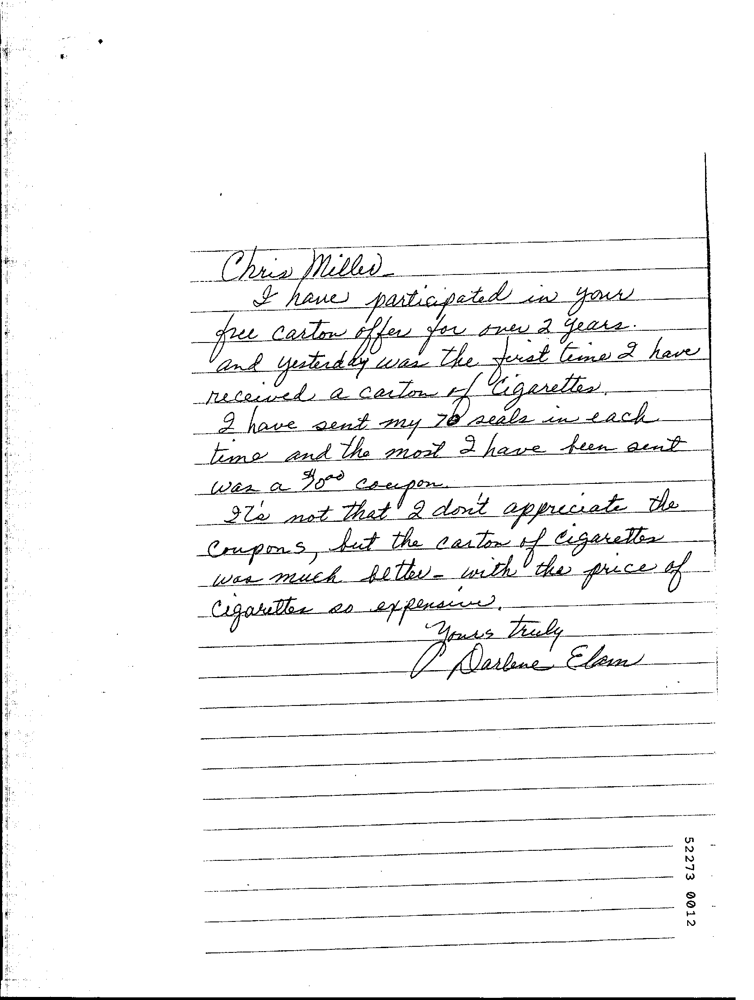 Chris Miller
I have participated in your
free carton offer for over 2 years.
and yesterday was the first time I have
received a carton of Cigarettes.
I have sent my 70 seals in each
time and the most I have been sent
was a coupon.
It's not that I don't appreciate the
Coupons, but the carton of cigarettes
was much better - with the price of
Cigarettes so expensive.
Yours truly
Darlene Elam
52273 0012